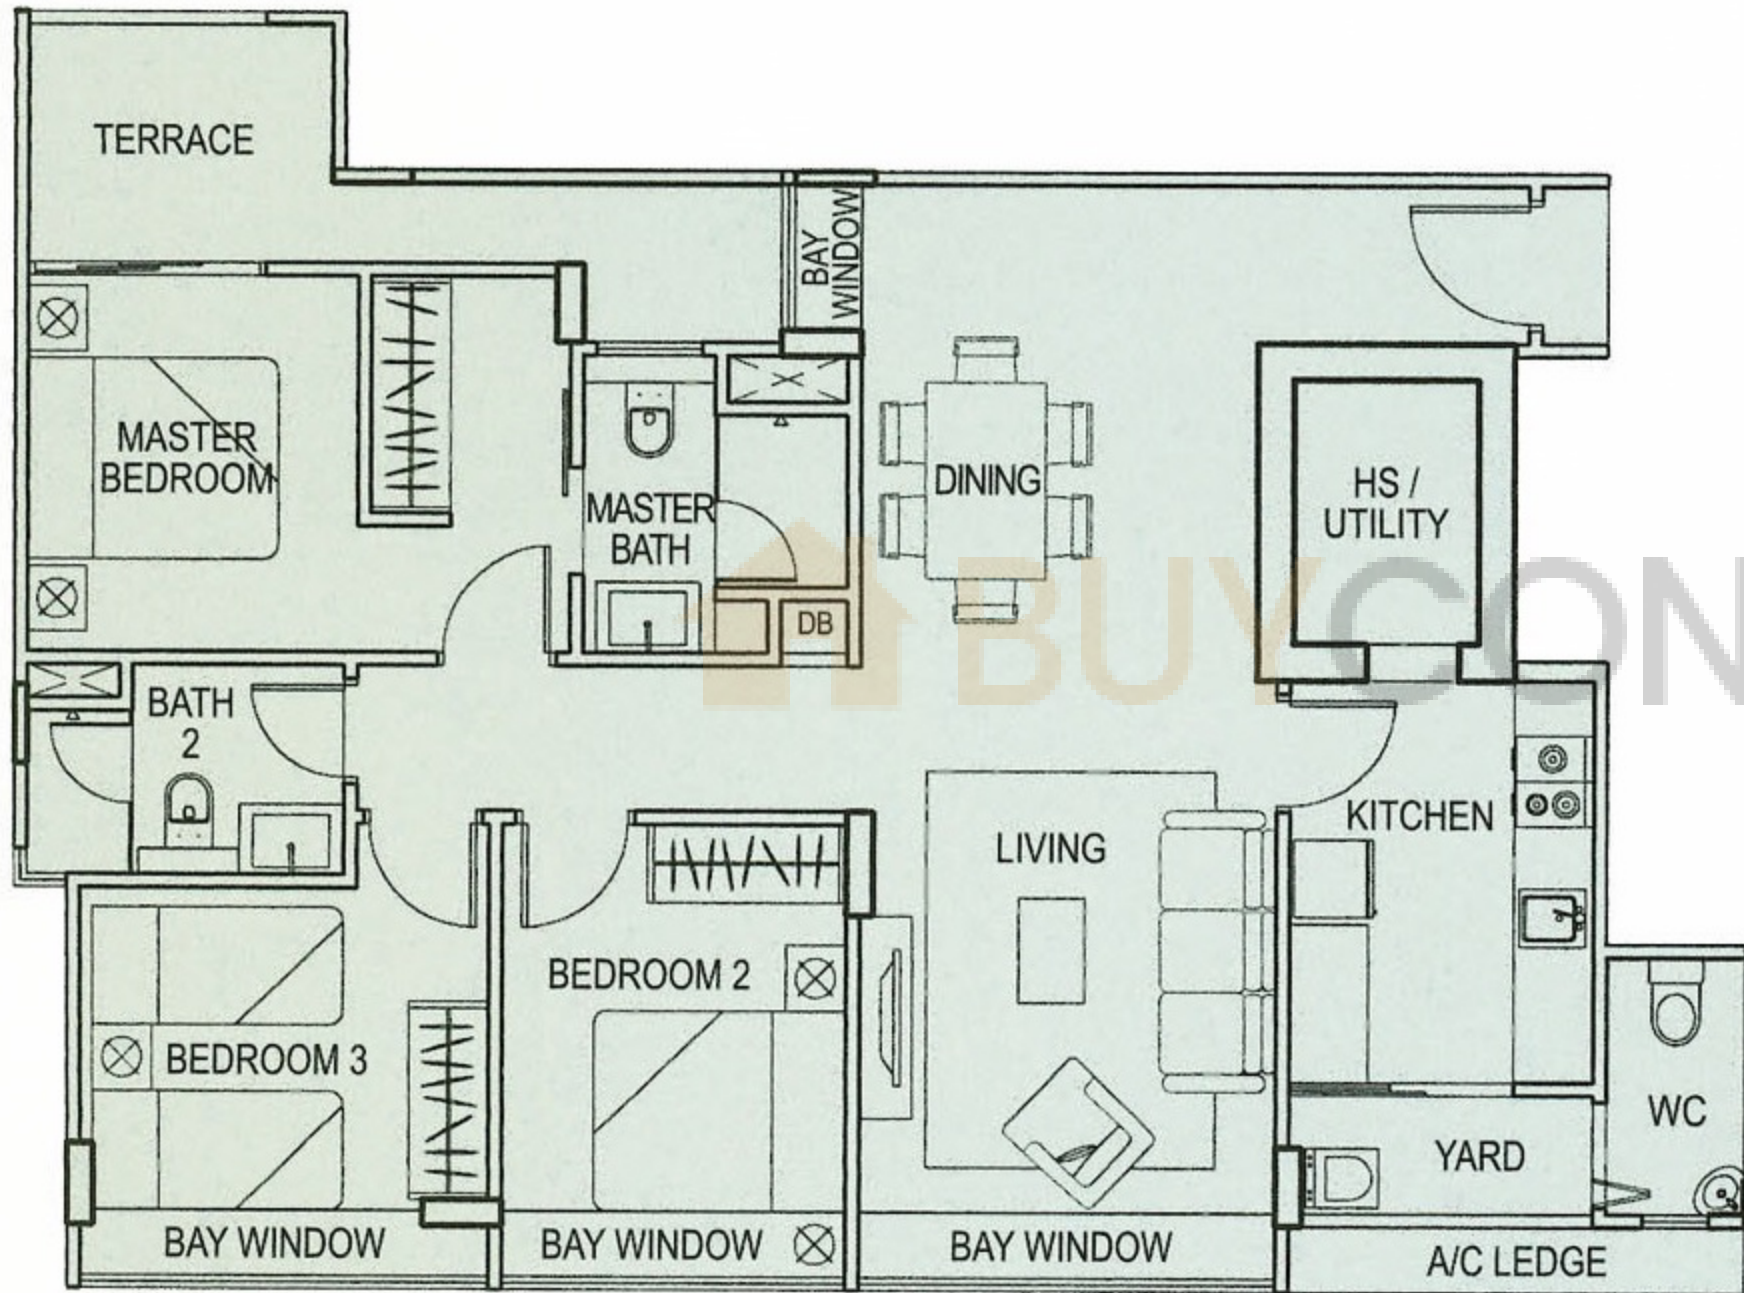 TERRACE
BAY
WINDOW
MASTER
BEDROOM
MASTER
BATH
DINING
HS /
UTILITY
DB
BUYCON
BATH
2
LIVING
KITCHEN
BEDROOM 2
BEDROOM 3
WC
YARD
BAY WINDOW
BAY WINDOW
BAY WINDOW
A/C LEDGE